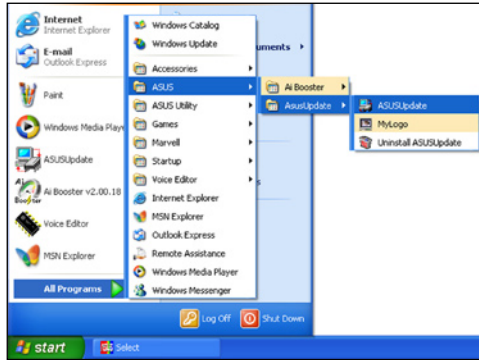 Internet
Internet Explorer
E-mail
Outlook Express
Paint
Windows Media Play
ASUSUpdate
Ai Booster v2.00.18
Voice Editor
MSN Explorer
All Programs
Windows Catalog
Windows Update
Accessories
ASUS
ASUS Utility
Games
Marvell
Startup
Voice Editor
Internet Explorer
MSN Explorer
Outlook Express
Remote Assistance
Windows Media Player
Windows Messenger
uments
s
Ai Booster
AsusUpdate
ASUSUpdate
MyLogo
Uninstall ASUSUpdate
Log Off
Shut Down
start
Select